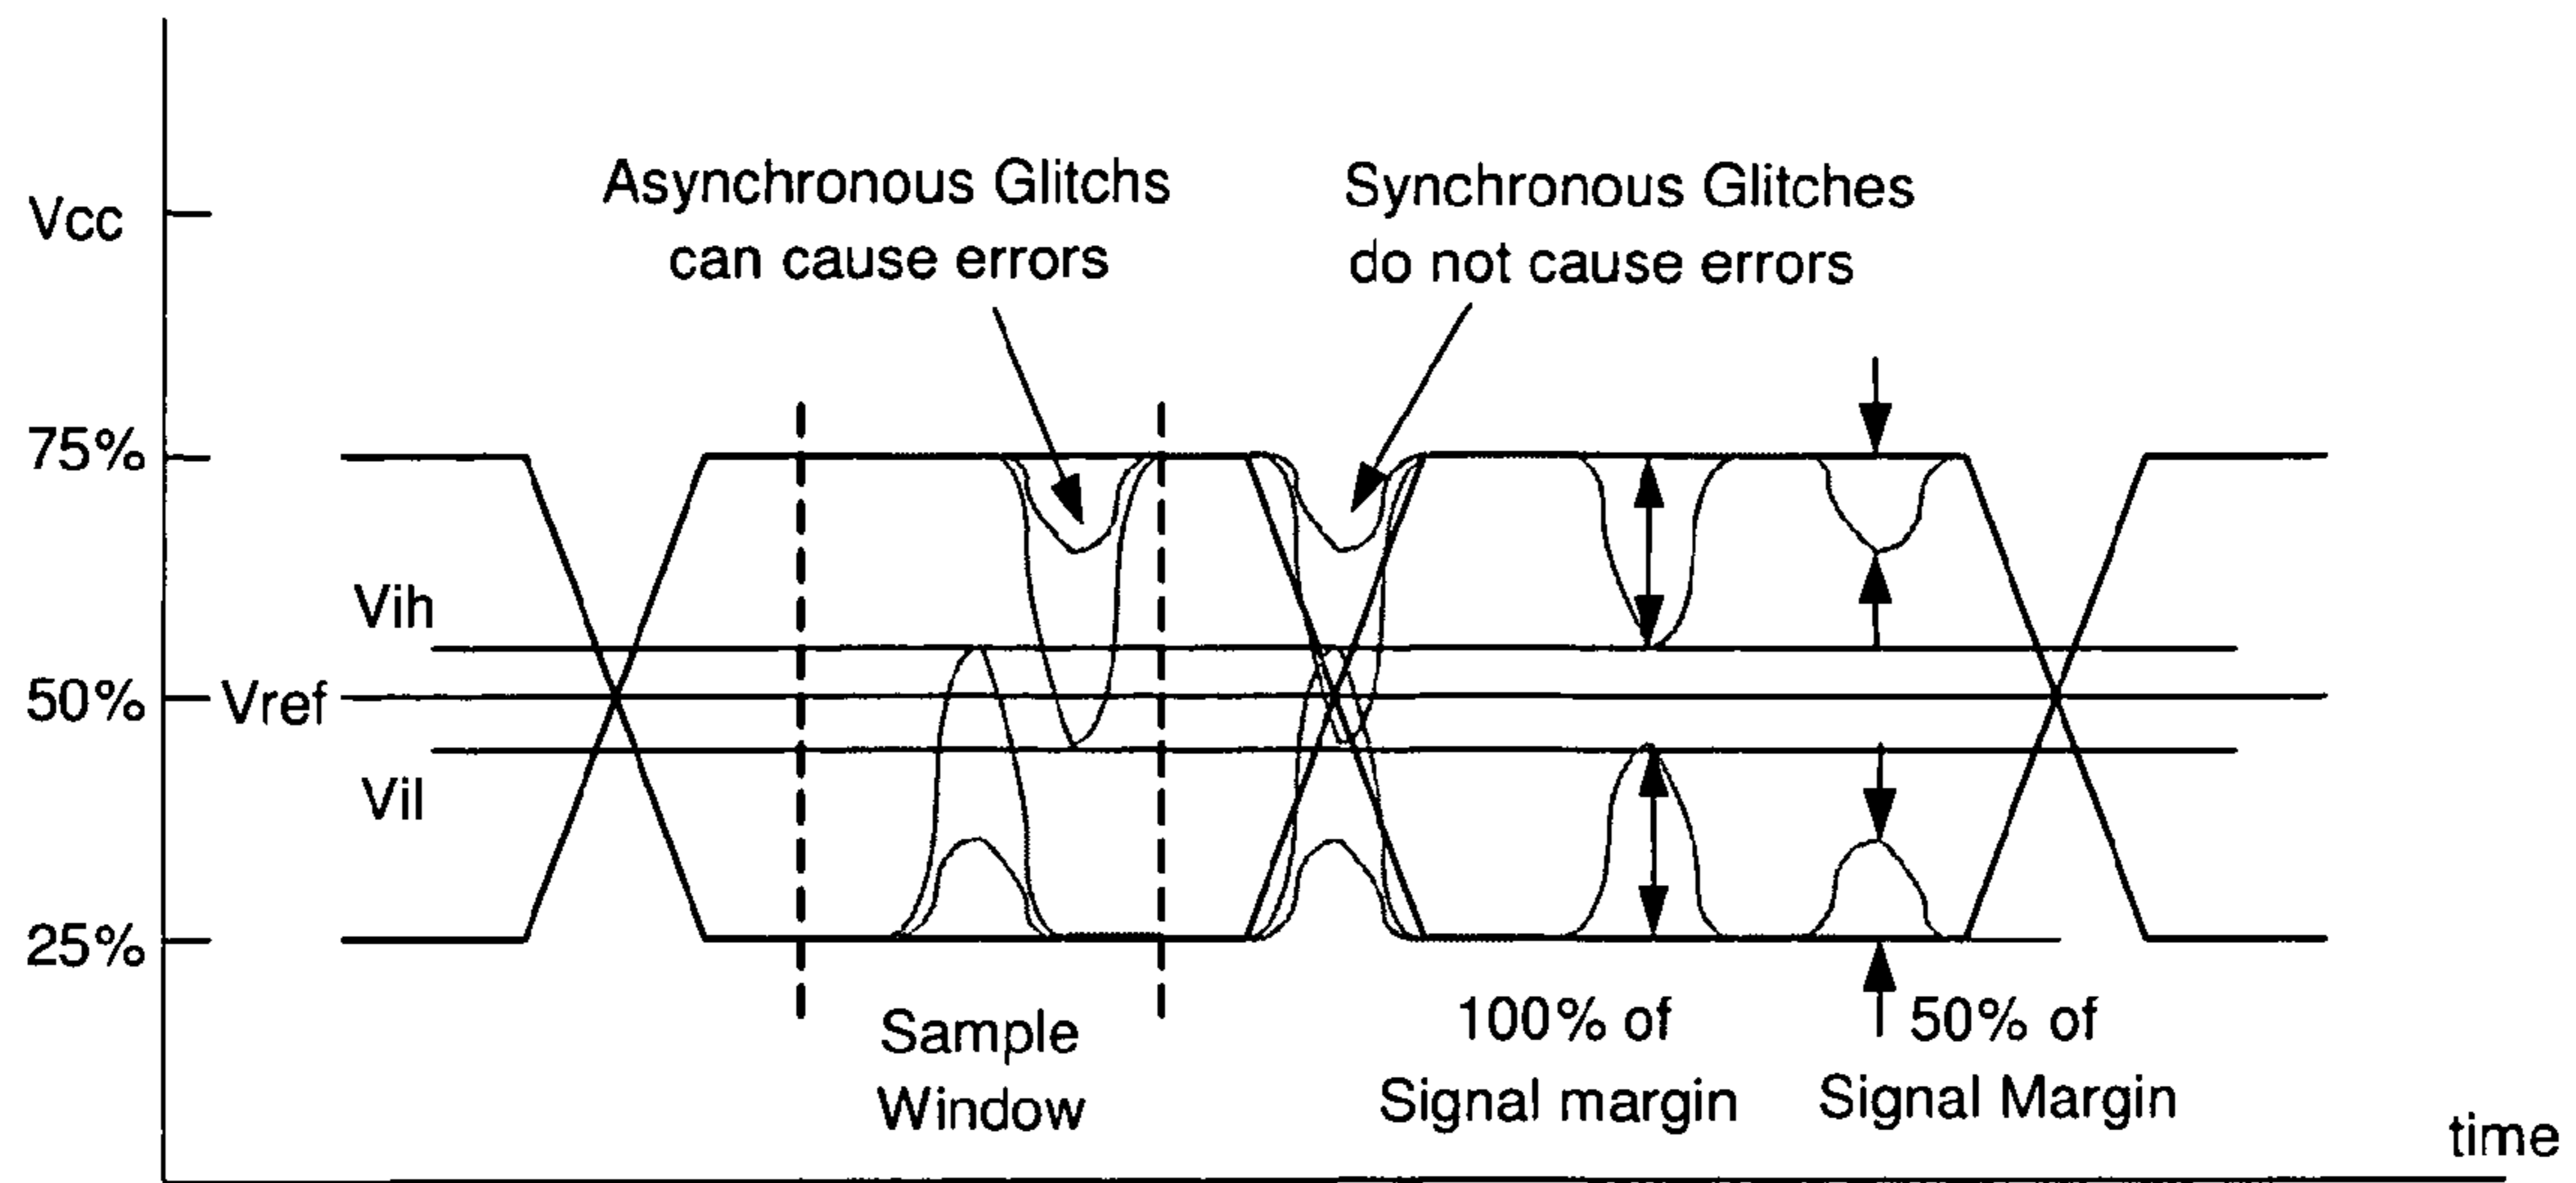 Asynchronous Glitchs
can cause errors
Synchronous Glitches
do not cause errors
Vcc
75%
Vih
50%
Vref
Vil
25%
Sample
Window
100% of
Signal margin
50% of
Signal Margin
time